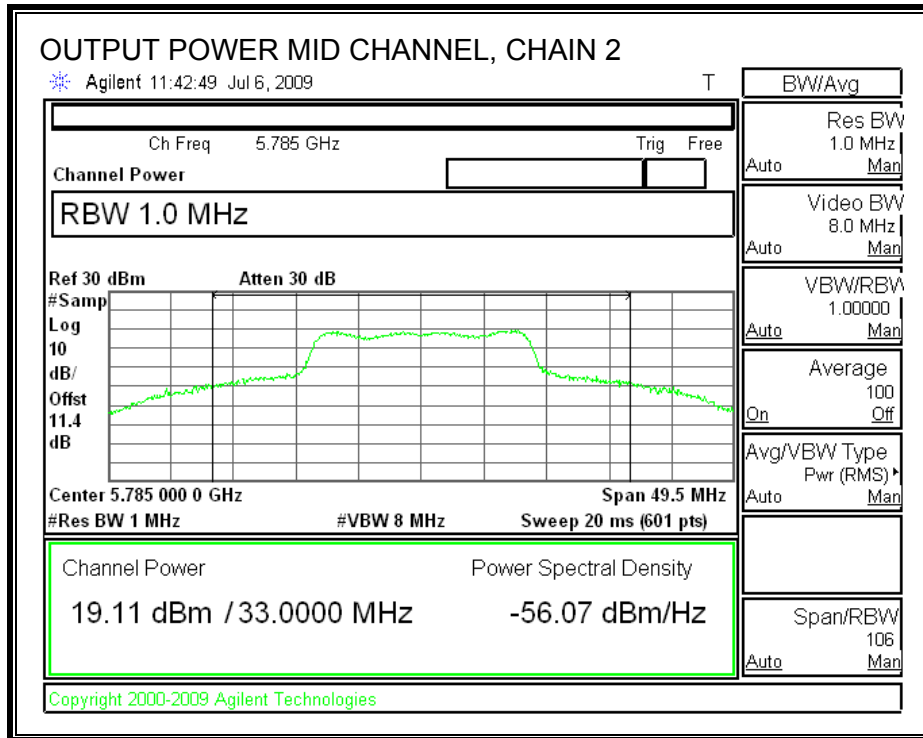 OUTPUT POWER MID CHANNEL, CHAIN 2
Agilent 11:42:49 Jul 6, 2009 T
Ch Freq 5.785 GHz Trig Free
Channel Power
RBW 1.0 MHz
Ref 30 dBm Atten 30 dB
#Samp
Log
10
dB/
Offst
11.4
dB
Center 5.785 000 0 GHz Span 49.5 MHz
#Res BW 1 MHz #VBW 8 MHz Sweep 20 ms (601 pts)
Channel Power Power Spectral Density
19.11 dBm / 33.0000 MHz -56.07 dBm/Hz
Copyright 2000-2009 Agilent Technologies
BW/Avg
Res BW
1.0 MHz
Auto Man
Video BW
8.0 MHz
Auto Man
VBW/RBW
1.00000
Auto Man
Average
100
On Off
Avg/VBW Type
Pwr (RMS)
Auto Man
Span/RBW
106
Auto Man